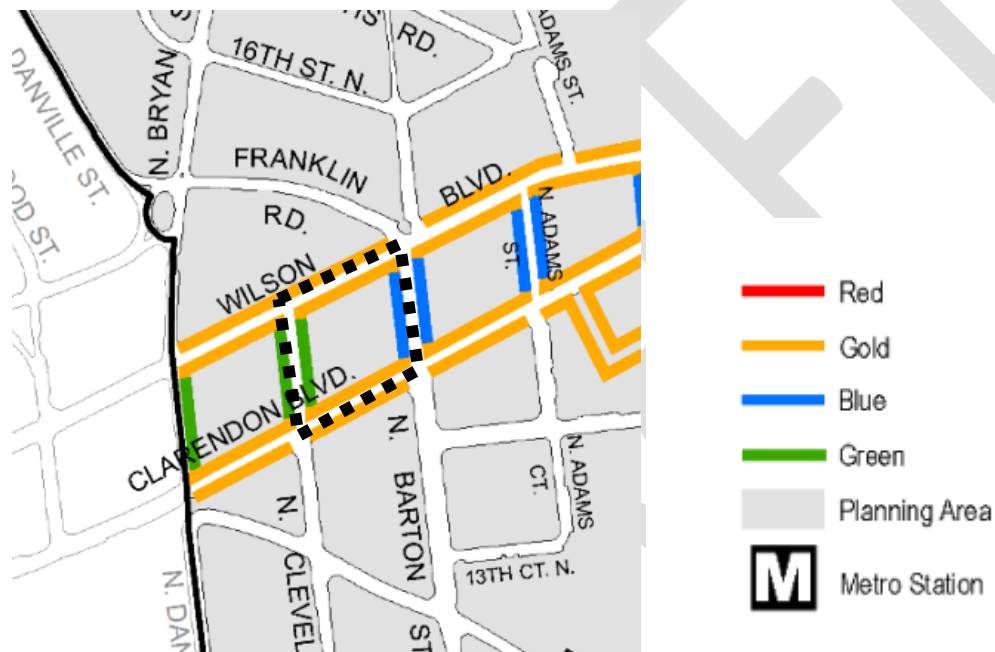 RD.
ADAMS ST.
16TH ST. N.
DANVILLE ST.
N. BRYAN
FRANKLIN
RD.
BLVD.
N. ADAMS
ST.
OD ST.
WILSON
CLARENDON BLVD.
N. BARTON
ST
N. CLEVEL
N. ADAMS
CT.
13TH CT. N.
N. DAN
Red
Gold
Blue
Green
Planning Area
M
Metro Station